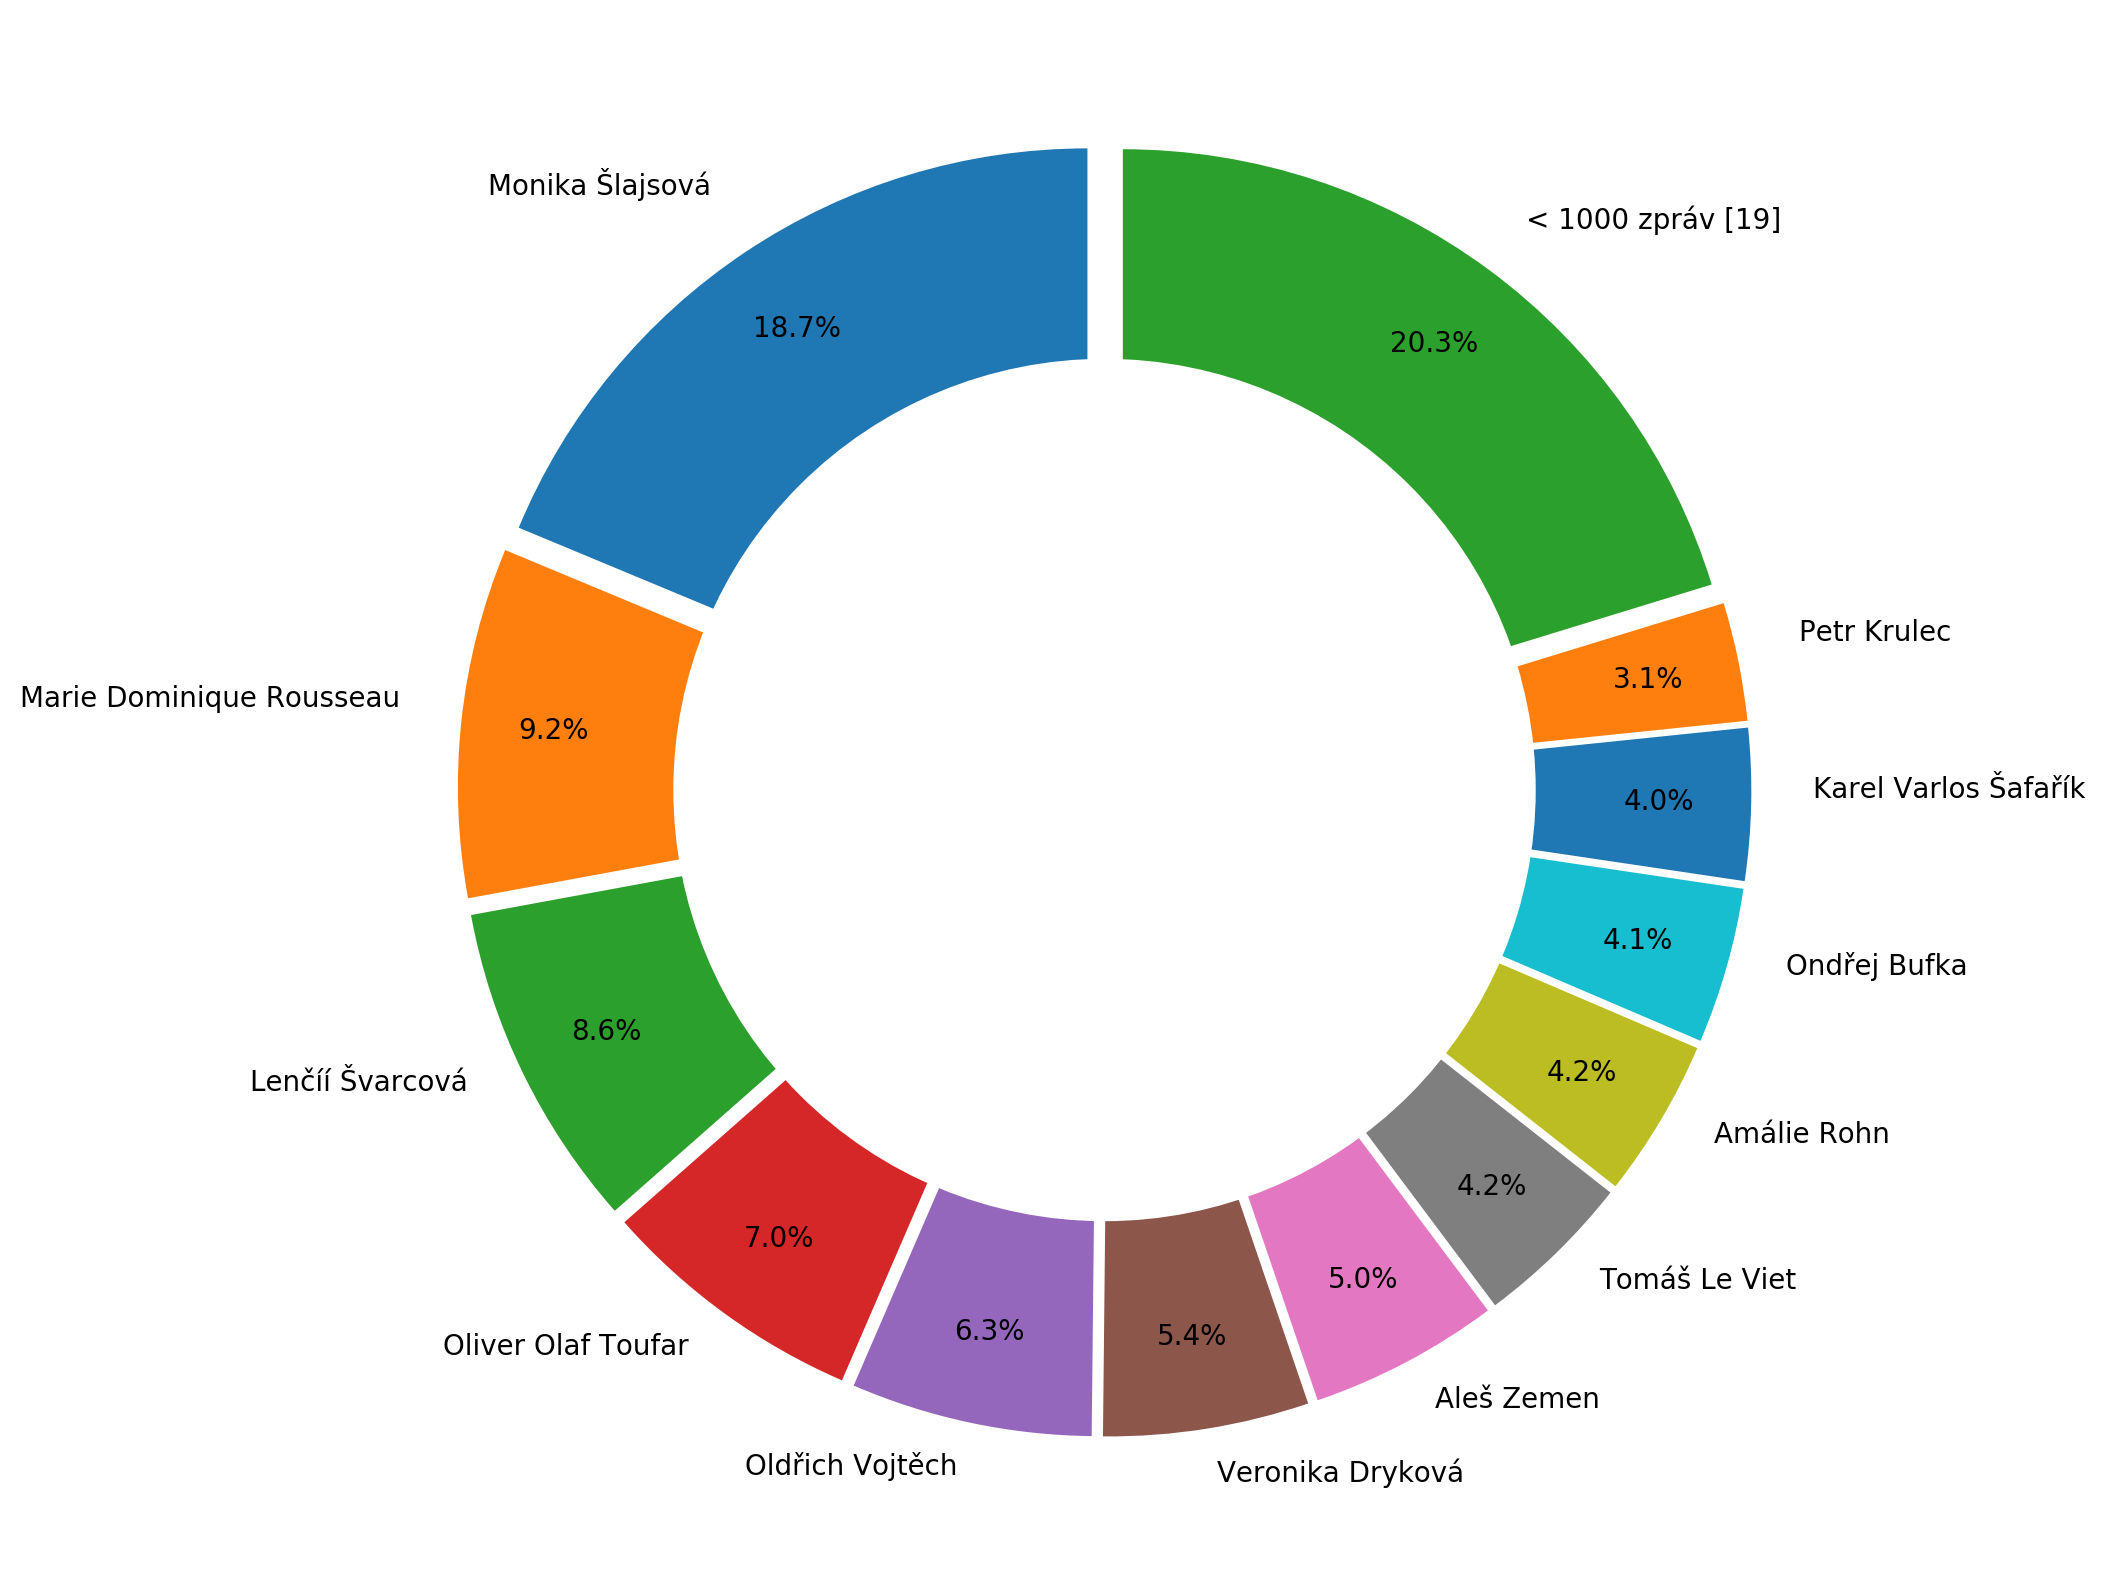 Monika Šlajsová
18.7%
Marie Dominique Rousseau
9.2%
Lenčíí Švarcová
8.6%
Oliver Olaf Toufar
7.0%
Oldřich Vojtěch
6.3%
Veronika Dryková
5.4%
Aleš Zemen
5.0%
Tomáš Le Viet
4.2%
Amálie Rohn
4.2%
Ondřej Bufka
4.1%
Karel Varlos Šafařík
4.0%
Petr Krulec
3.1%
< 1000 zpráv [19]
20.3%